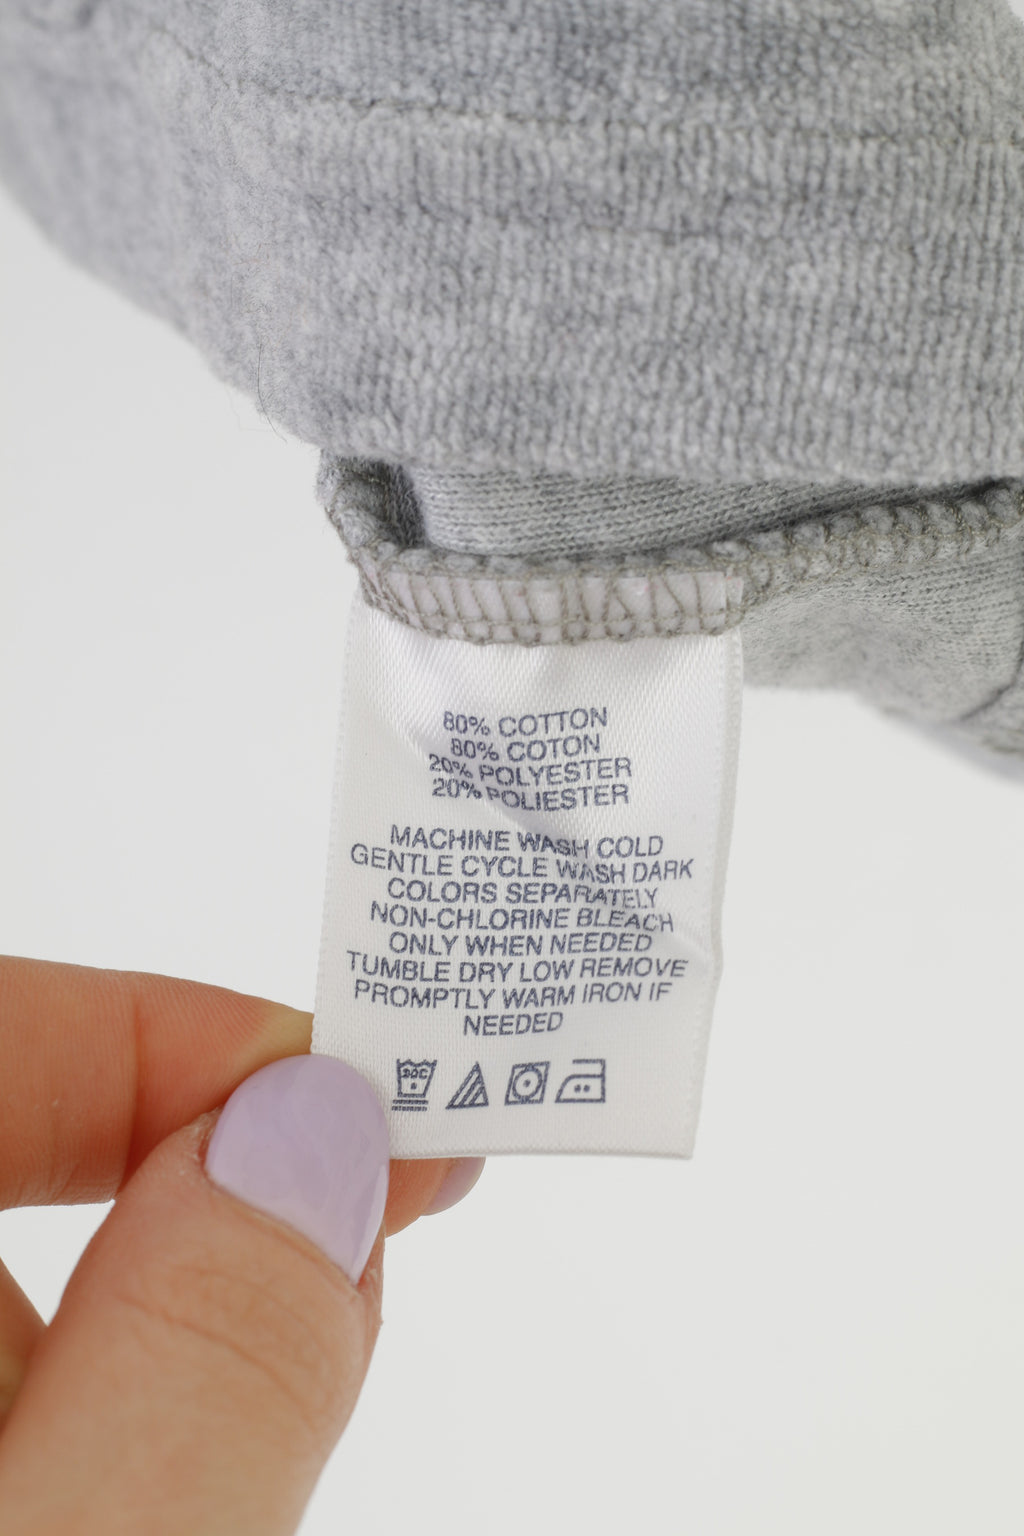 80% COTTON
80% COTON
20% POLYESTER
20% POLIESTER
MACHINE WASH COLD
GENTLE CYCLE WASH DARK
COLORS SEPARATELY
NON-CHLORINE BLEACH
ONLY WHEN NEEDED
TUMBLE DRY LOW REMOVE
PROMPTLY WARM IRON IF
NEEDED